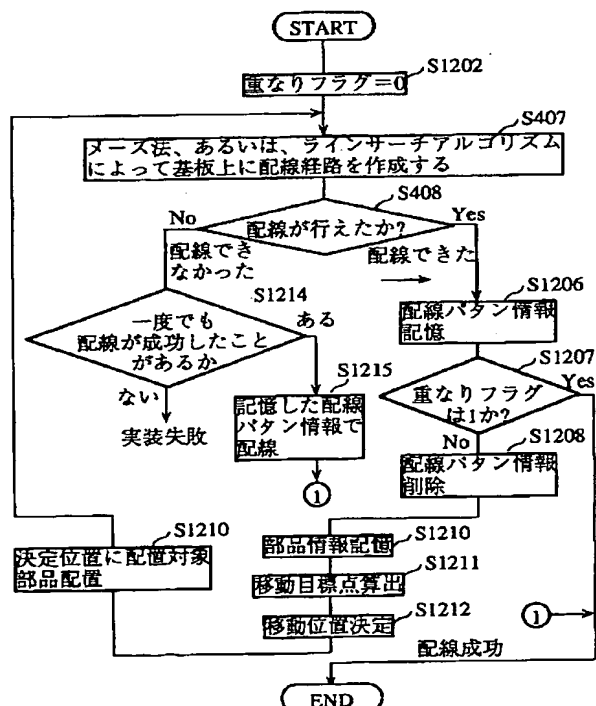 START
S1202
重なりフラグ=0
S407
メーズ法、あるいは、ラインサーチアルゴリズム
によって基板上に配線経路を作成する
S408
No
配線が行えたか?
Yes
配線でき
なかった
配線できた
S1214
一度でも
配線が成功したこと
があるか
ある
ない
実装失敗
S1206
配線パタン情報
記憶
S1207
重なりフラグ
は1か?
Yes
No
S1215
記憶した配線
パタン情報で
配線
1
S1208
配線パタン情報
削除
S1210
決定位置に配置対象
部品配置
S1210
部品情報記憶
S1211
移動目標点算出
S1212
移動位置決定
1
配線成功
END